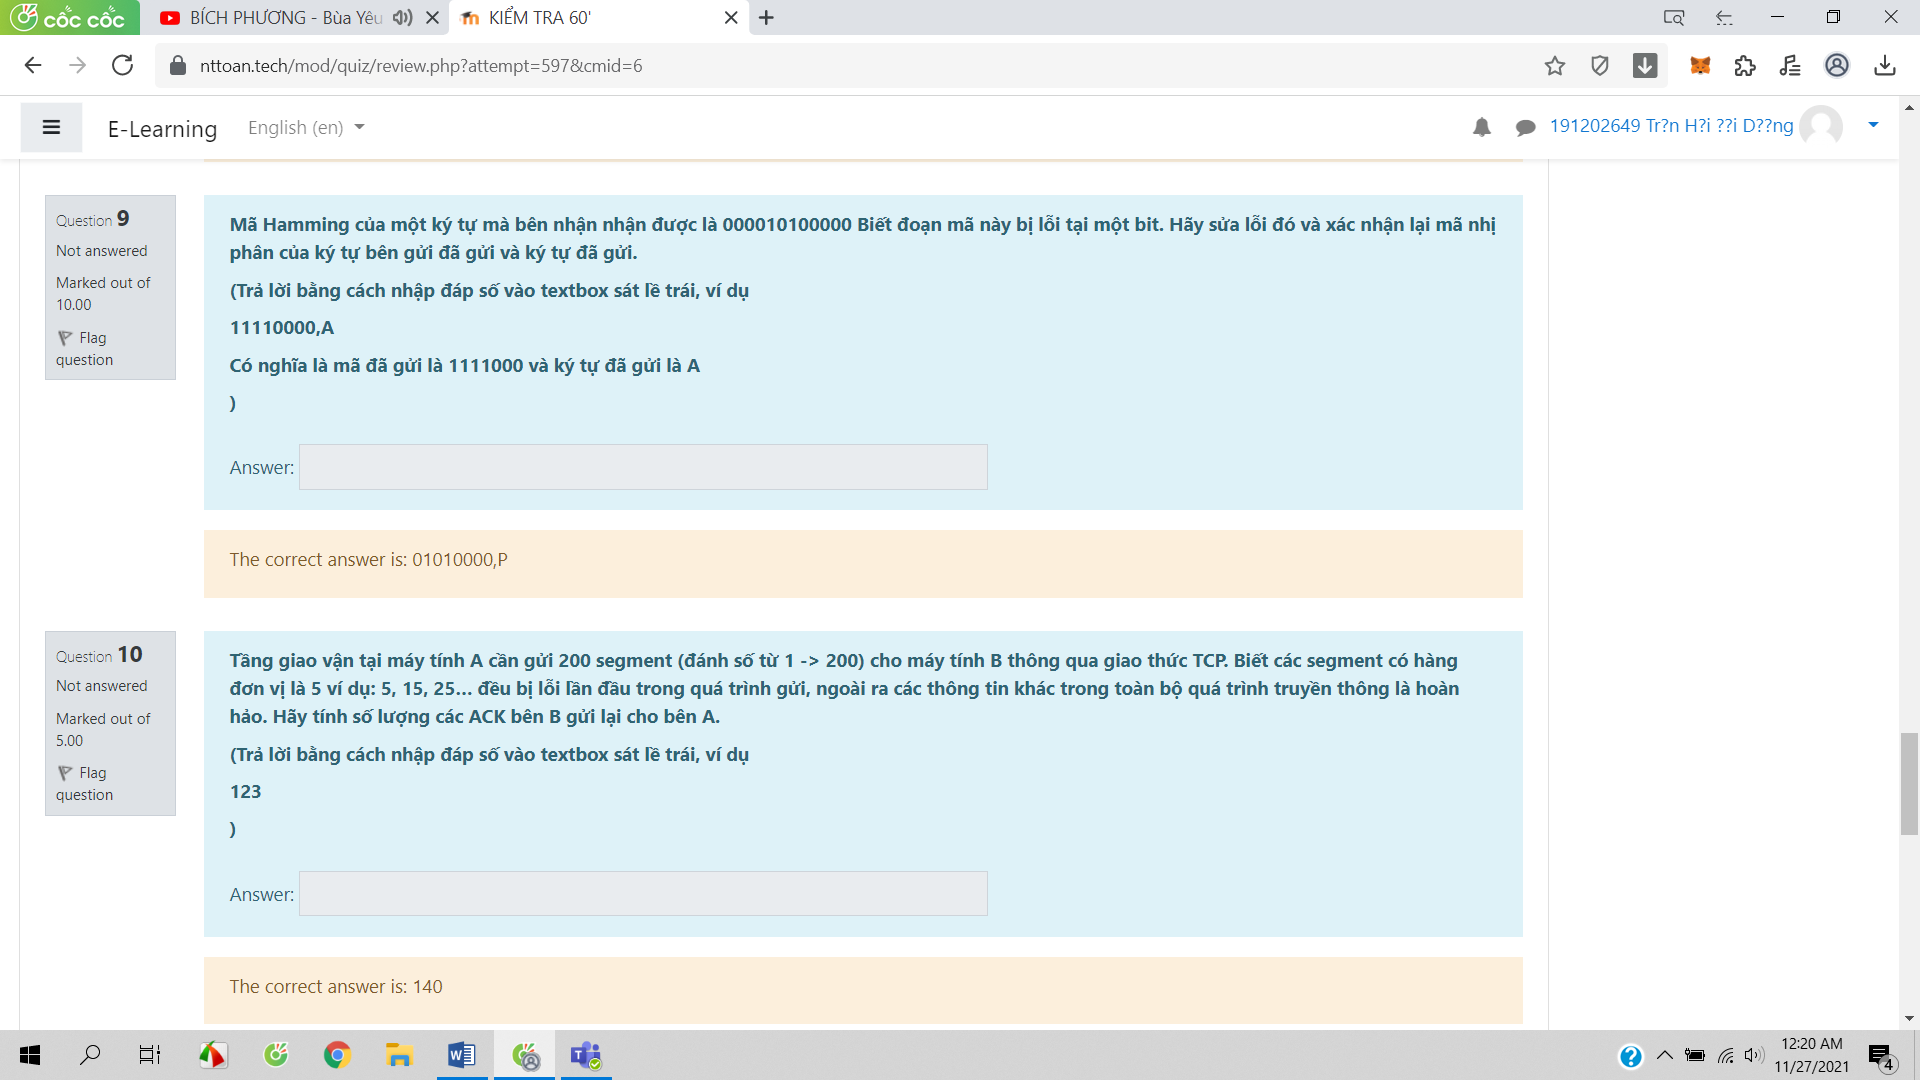 cốc cốc
BÍCH PHƯƠNG - Bùa Yêu
KIỂM TRA 60'
nttoan.tech/mod/quiz/review.php?attempt=597&cmid=6
E-Learning
English (en)
191202649 Tr?n H?i ??i D??ng
Question 9
Not answered
Marked out of
10.00
Flag
question
Mã Hamming của một ký tự mà bên nhận nhận được là 000010100000 Biết đoạn mã này bị lỗi tại một bit. Hãy sửa lỗi đó và xác nhận lại mã nhị
phân của ký tự bên gửi đã gửi và ký tự đã gửi.
(Trả lời bằng cách nhập đáp số vào textbox sát lề trái, ví dụ
11110000,A
Có nghĩa là mã đã gửi là 1111000 và ký tự đã gửi là A
)
Answer:
The correct answer is: 01010000,P
Question 10
Not answered
Marked out of
5.00
Flag
question
Tầng giao vận tại máy tính A cần gửi 200 segment (đánh số từ 1 -> 200) cho máy tính B thông qua giao thức TCP. Biết các segment có hàng
đơn vị là 5 ví dụ: 5, 15, 25... đều bị lỗi lần đầu trong quá trình gửi, ngoài ra các thông tin khác trong toàn bộ quá trình truyền thông là hoàn
hảo. Hãy tính số lượng các ACK bên B gửi lại cho bên A.
(Trả lời bằng cách nhập đáp số vào textbox sát lề trái, ví dụ
123
)
Answer:
The correct answer is: 140
12:20 AM
11/27/2021
4